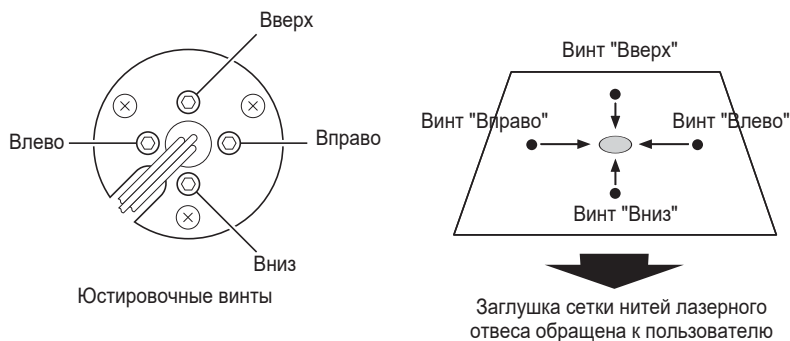 Вверх
Влево
Вправо
Вниз
Юстировочные винты
Винт "Вверх"
Винт "Вправо"
Винт "Влево"
Винт "Вниз"
Заглушка сетки нитей лазерного
отвеса обращена к пользователю